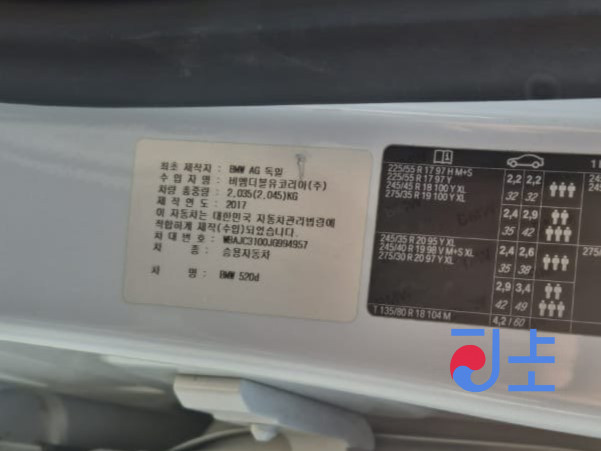 최초 제작자 : BMW AG 독일
수 입 자 명 : 비엠더블유코리아(주)
차량 총중량 : 2,035(2,045)KG
제 작 연 도 : 2017
이 자동차는 대한민국 자동차관리법령에
적합하게 제작(수입)되었습니다.
차 대 번 호 : WBAJC3100JG994957
차 종 : 승용자동차
차 명 : BMW 520d
225/55 R 17 97 H M+S
225/55 R 17 97 Y
245/45 R 18 100 Y XL
275/35 R 19 100 Y XL
2,2 2,2
32 32
2,4 2,9
35 42
245/35 R 20 95 Y XL
245/40 R 19 98 V M+S XL
275/30 R 20 97 Y XL
2,4 2,6
35 38
2,9 3,4
42 49
T 135/80 R 18 104 M
4,2 / 60